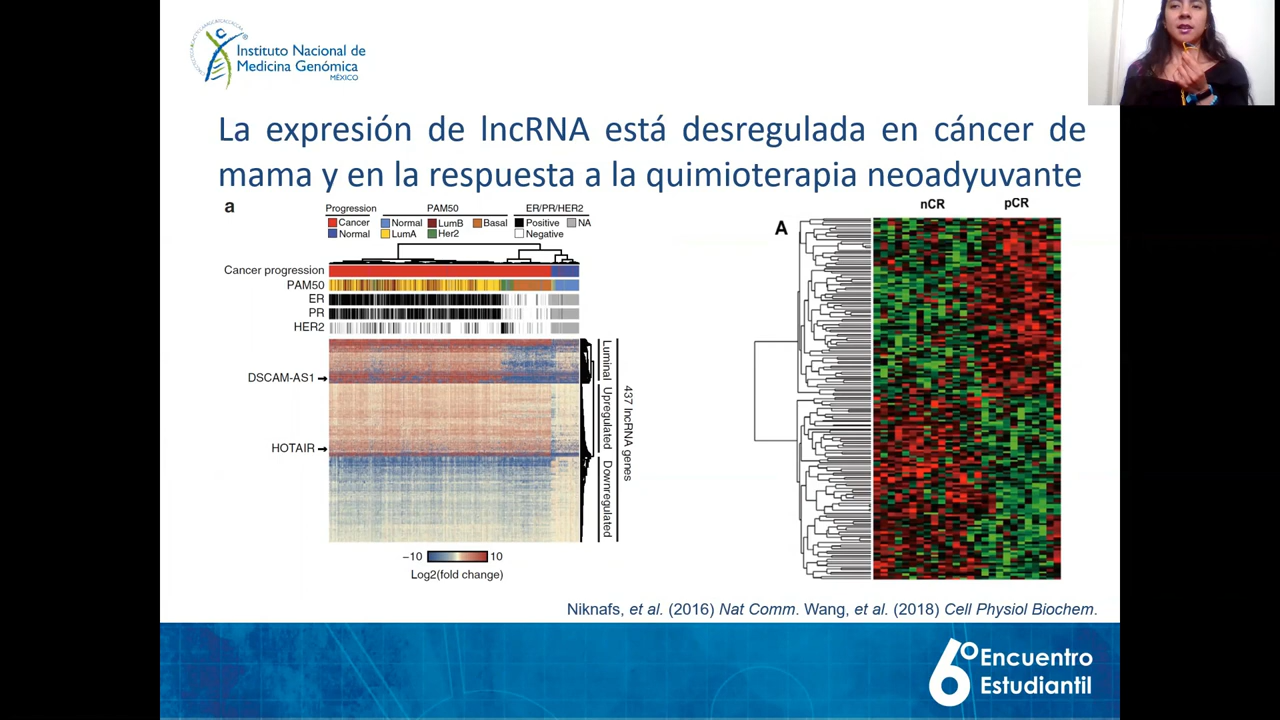 Instituto Nacional de
Medicina Genómica
MÉXICO
La expresión de lncRNA está desregulada en cáncer de
mama y en la respuesta a la quimioterapia neoadyuvante
a
Progression PAM50 ER/PR/HER2
Cancer Normal LumB Basal Positive NA
Normal LumA Her2 Negative
Cancer progression
PAM50
ER
PR
HER2
DSCAM-AS1
HOTAIR
Luminal
Upregulated
Downregulated
437 lncRNA genes
−10 10
Log2(fold change)
A
nCR pCR
Niknafs, et al. (2016) Nat Comm. Wang, et al. (2018) Cell Physiol Biochem.
6º Encuentro
Estudiantil